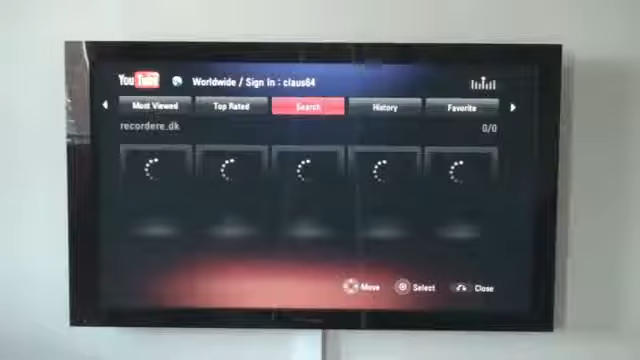 YouTube Worldwide / Sign In : claus64
Most Viewed Top Rated Search History Favorite
recordere.dk 0/0
Move Select Close